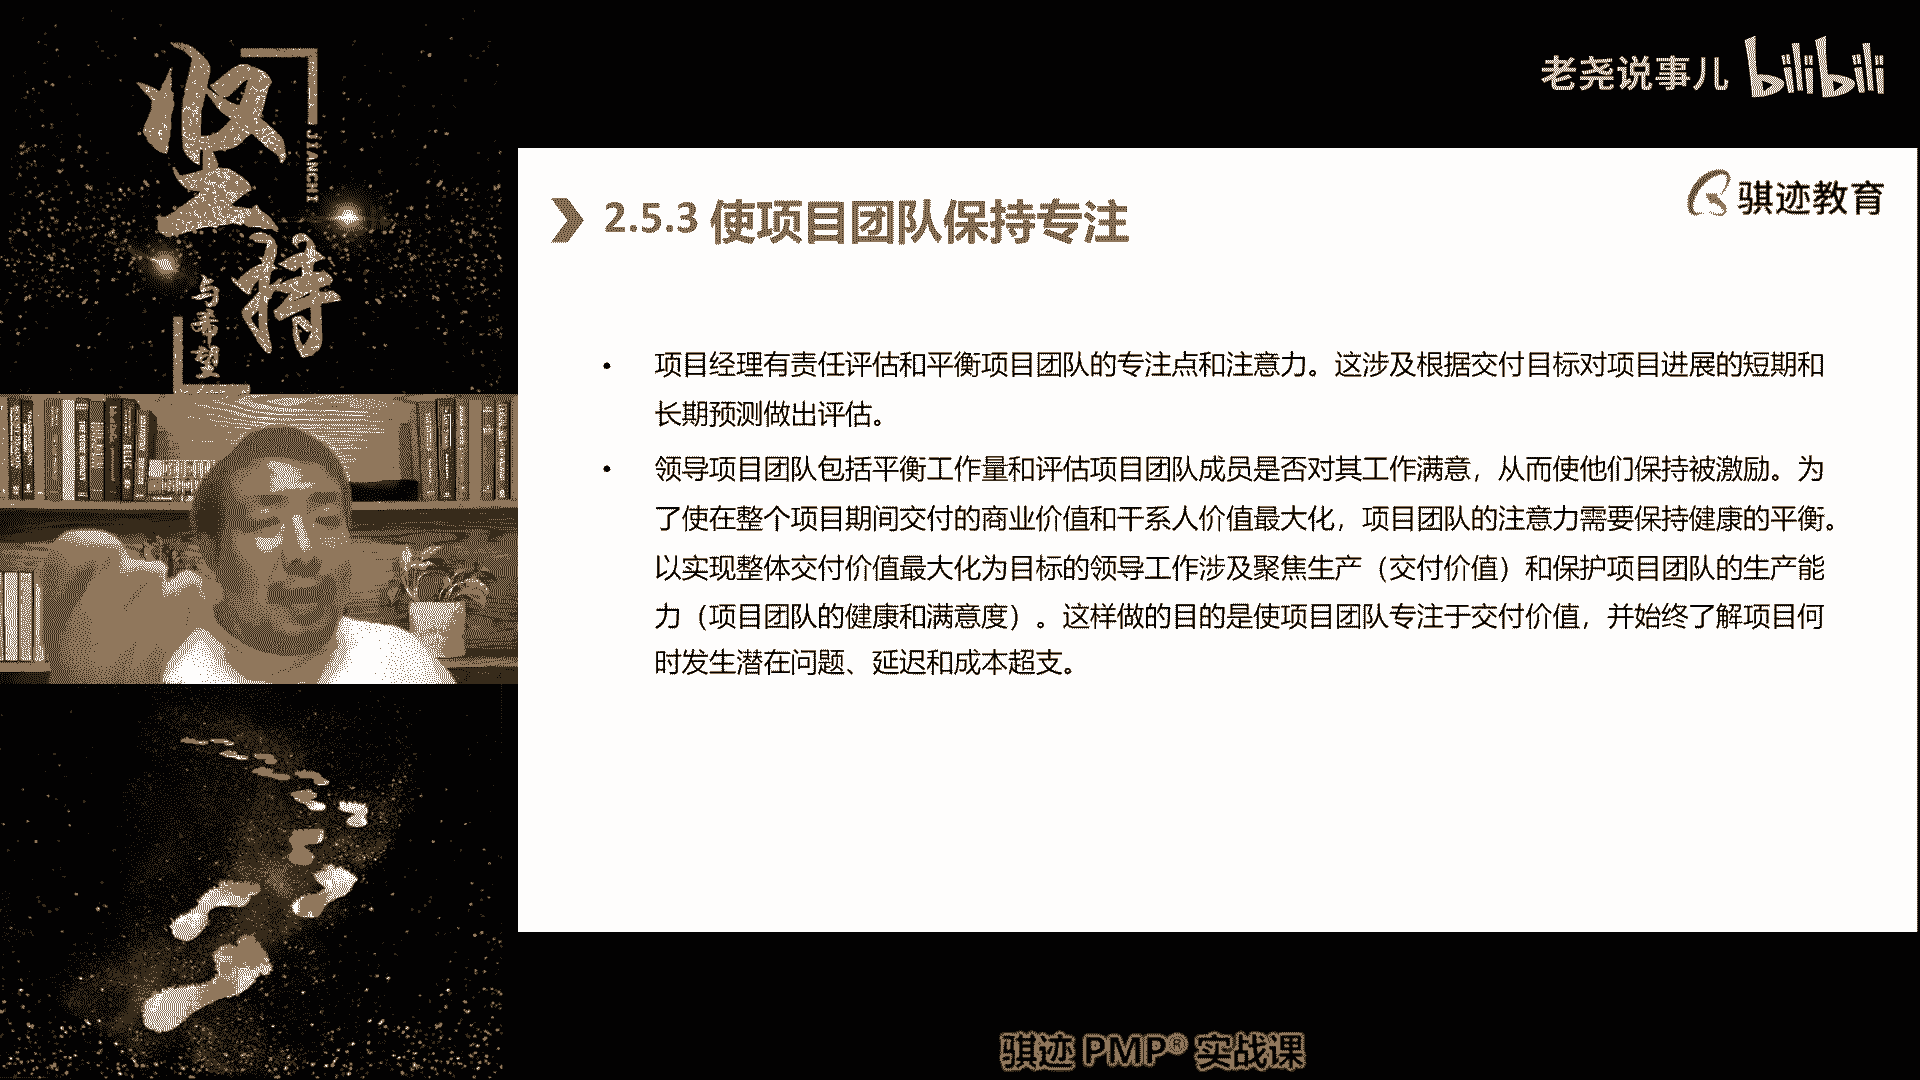 坚持
JIANCHI
与希望
老尧说事儿 bilibili
骐迹教育
2.5.3 使项目团队保持专注
• 项目经理有责任评估和平衡项目团队的专注点和注意力。这涉及根据交付目标对项目进展的短期和
长期预测做出评估。
• 领导项目团队包括平衡工作量和评估项目团队成员是否对其工作满意，从而使他们保持被激励。为
了使在整个项目期间交付的商业价值和干系人价值最大化，项目团队的注意力需要保持健康的平衡。
以实现整体交付价值最大化为目标的领导工作涉及聚焦生产（交付价值）和保护项目团队的生产能
力（项目团队的健康和满意度）。这样做的目的是使项目团队专注于交付价值，并始终了解项目何
时发生潜在问题、延迟和成本超支。
骐迹 PMP® 实战课